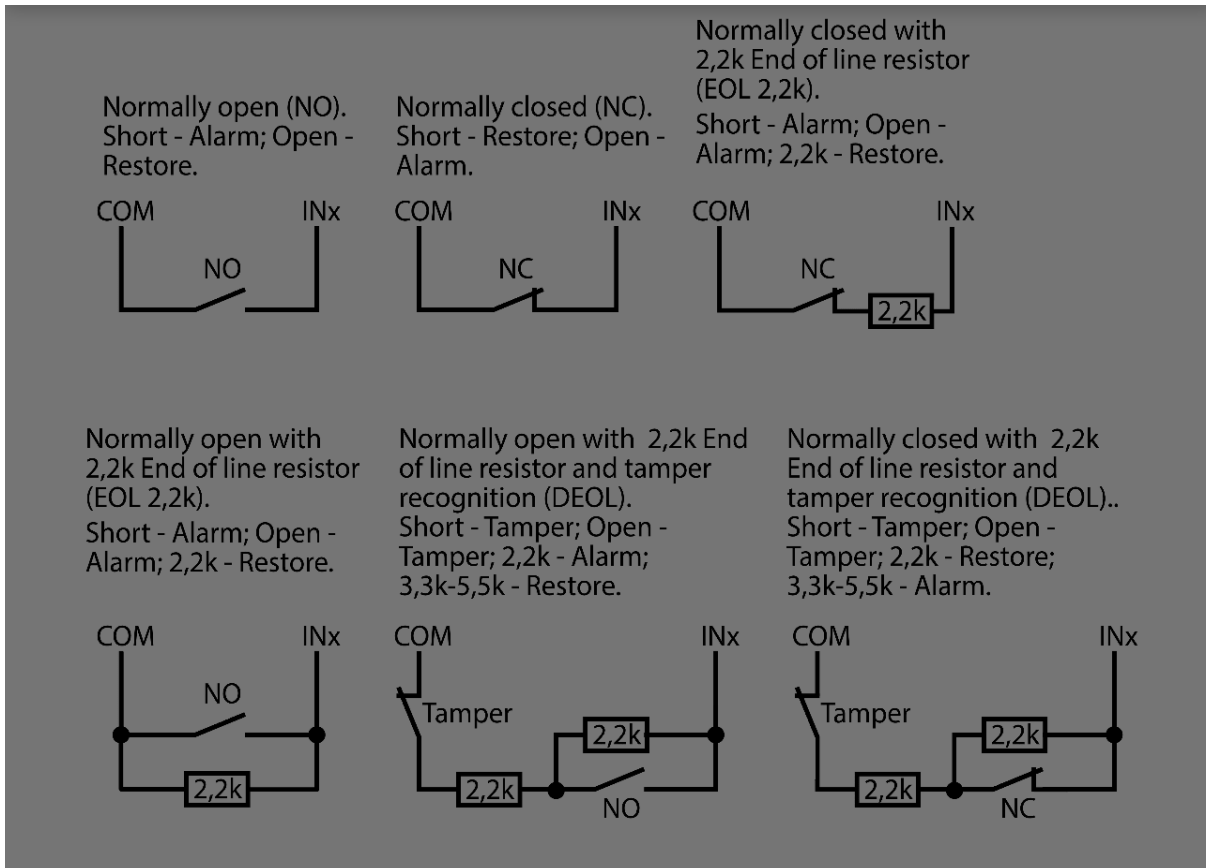 Normally open (NO).
Short - Alarm; Open -
Restore.
COM INx
NO
Normally closed (NC).
Short - Restore; Open -
Alarm.
COM INx
NC
Normally closed with
2,2k End of line resistor
(EOL 2,2k).
Short - Alarm; Open -
Alarm; 2,2k - Restore.
COM INx
NC
2,2k
Normally open with
2,2k End of line resistor
(EOL 2,2k).
Short - Alarm; Open -
Alarm; 2,2k - Restore.
COM INx
NO
2,2k
Normally open with 2,2k End
of line resistor and tamper
recognition (DEOL).
Short - Tamper; Open -
Tamper; 2,2k - Alarm;
3,3k-5,5k - Restore.
COM INx
Tamper
2,2k
2,2k
NO
Normally closed with 2,2k
End of line resistor and
tamper recognition (DEOL)..
Short - Tamper; Open -
Tamper; 2,2k - Restore;
3,3k-5,5k - Alarm.
COM INx
Tamper
2,2k
2,2k
NC